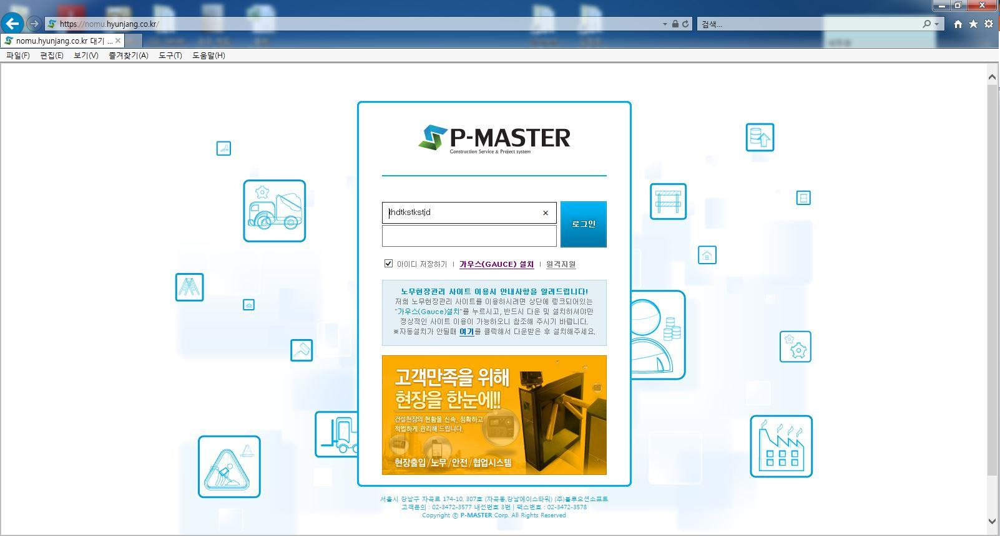 https://nomu.hyunjang.co.kr/
검색...
nomu.hyunjang.co.kr 대기 ...
파일(F) 편집(E) 보기(V) 즐겨찾기(A) 도구(T) 도움말(H)
P-MASTER
Construction Service & Project system
thdtkstkstjd
로그인
아이디 저장하기 | 가우스(GAUCE) 설치 | 원격지원
노무현장관리 사이트 이용시 안내사항을 알려드립니다!
저희 노무현장관리 사이트를 이용하시려면 상단에 링크되어있는
"가우스(Gauce)설치"를 누르시고, 반드시 다운 및 설치하셔야만
정상적인 사이트 이용이 가능하오니 참조해 주시기 바랍니다.
※자동설치가 안될때 여기를 클릭해서 다운받은 후 설치해주세요.
고객만족을 위해
현장을 한눈에!!
건설현장의 현황을 신속, 정확하고
적법하게 관리해 드립니다.
현장출입/노무/안전/협업시스템
서울시 강남구 자곡로 174-10, 307호 (자곡동,강남에이스타워) (주)블루오션소프트
고객문의 : 02-3472-3577 내선번호 3번 | 팩스번호 : 02-3472-3578
Copyright ⓒ P-MASTER Corp. All Rights Reserved